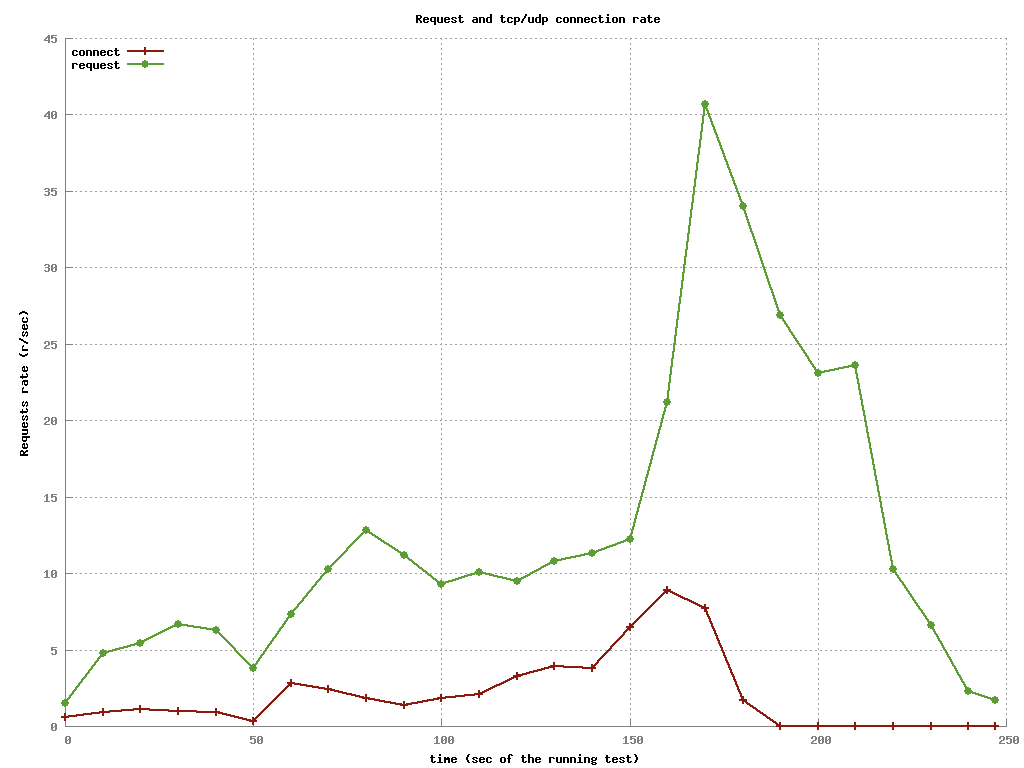 Request and tcp/udp connection rate
connect
request
45
40
35
30
25
20
15
10
5
0
Requests rate (r/sec)
0 50 100 150 200 250
time (sec of the running test)